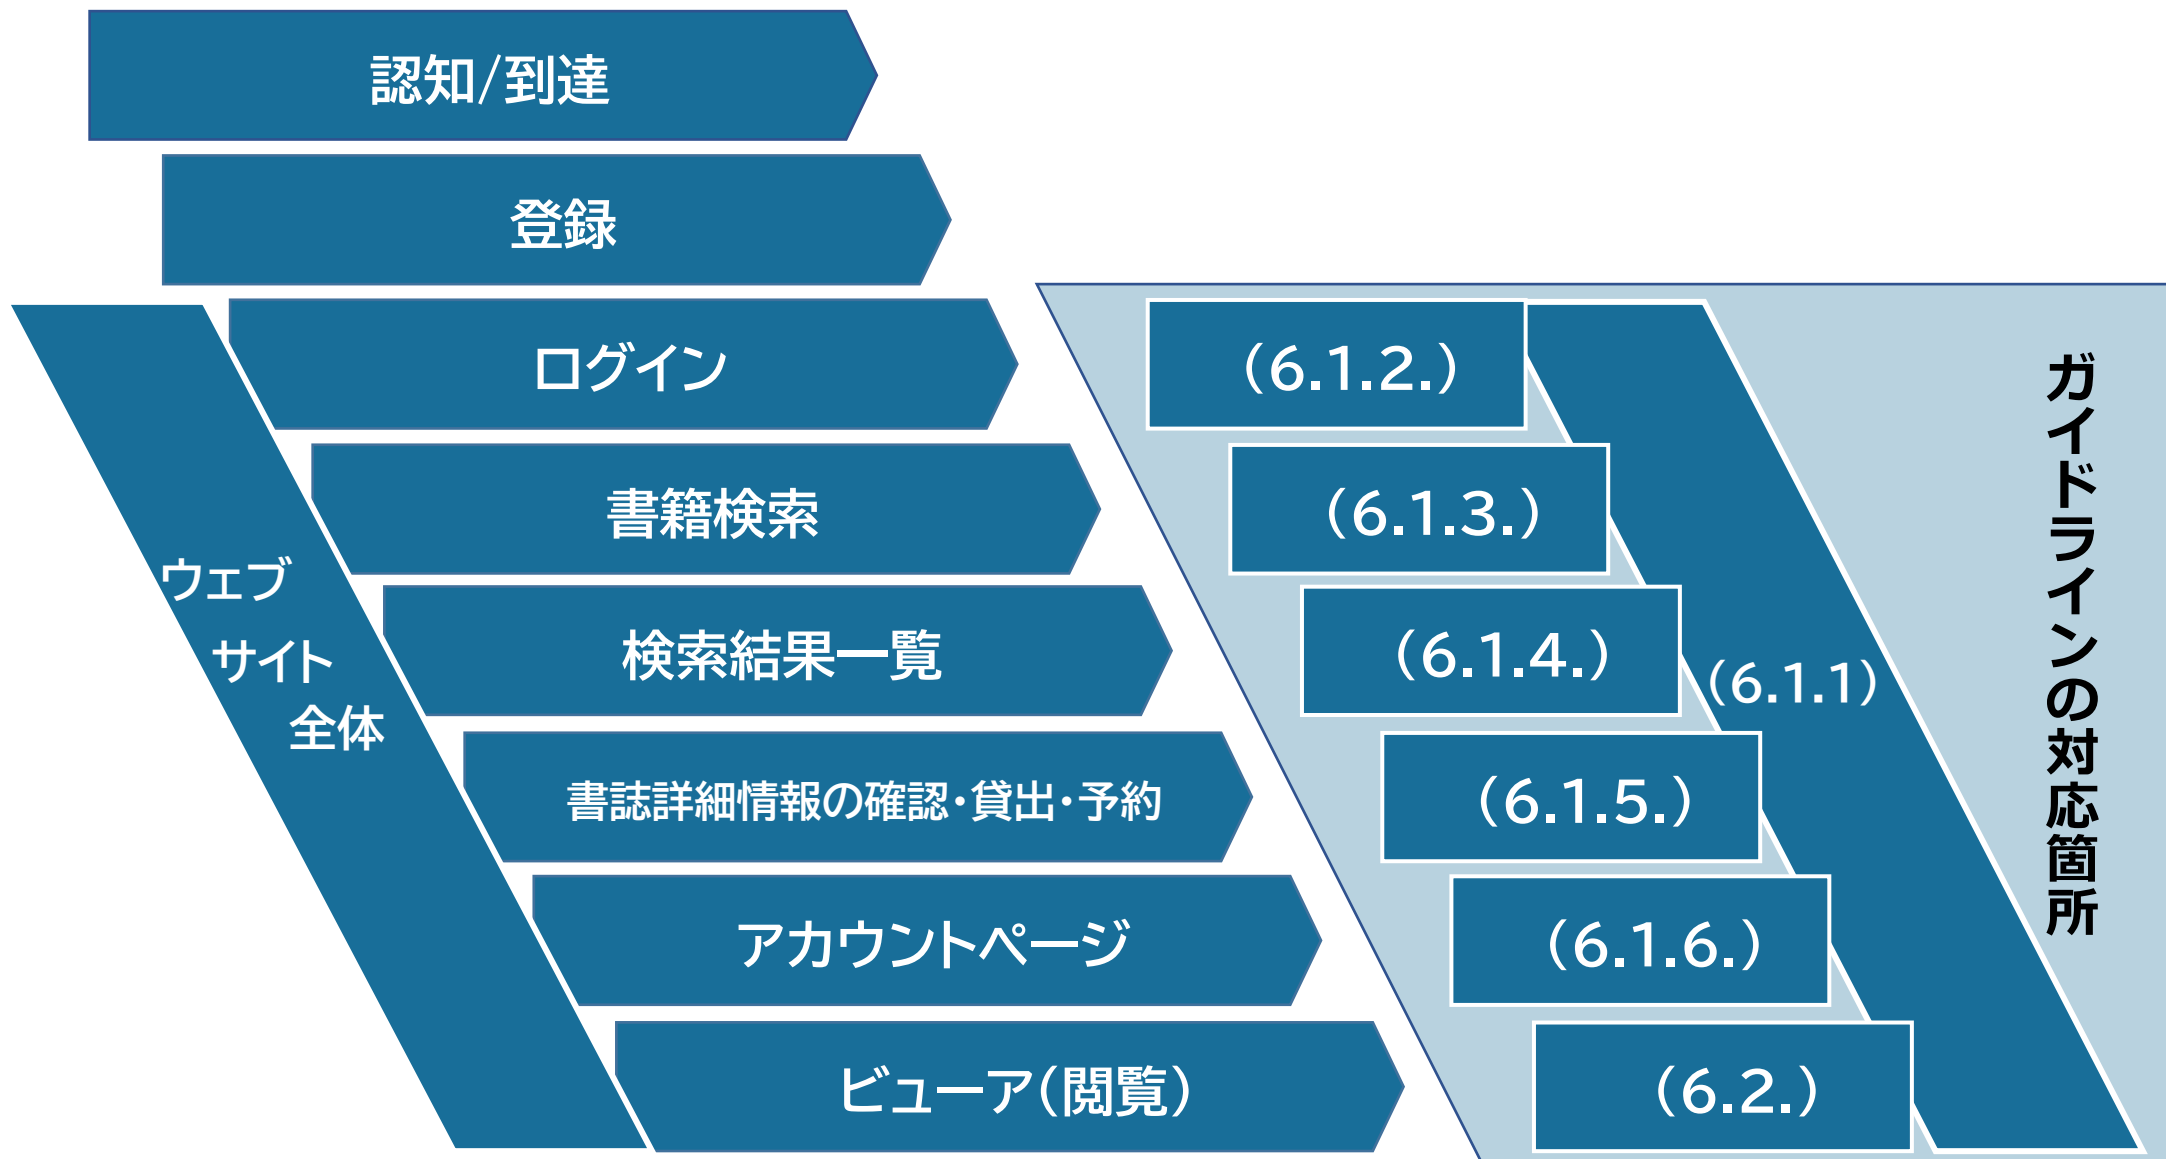 認知/到達
登録
ログイン
(6.1.2.)
書籍検索
(6.1.3.)
ウェブ
サイト
全体
検索結果一覧
(6.1.4.)
(6.1.1)
書誌詳細情報の確認・貸出・予約
(6.1.5.)
アカウントページ
(6.1.6.)
ビューア(閲覧)
(6.2.)
ガイドラインの対応箇所